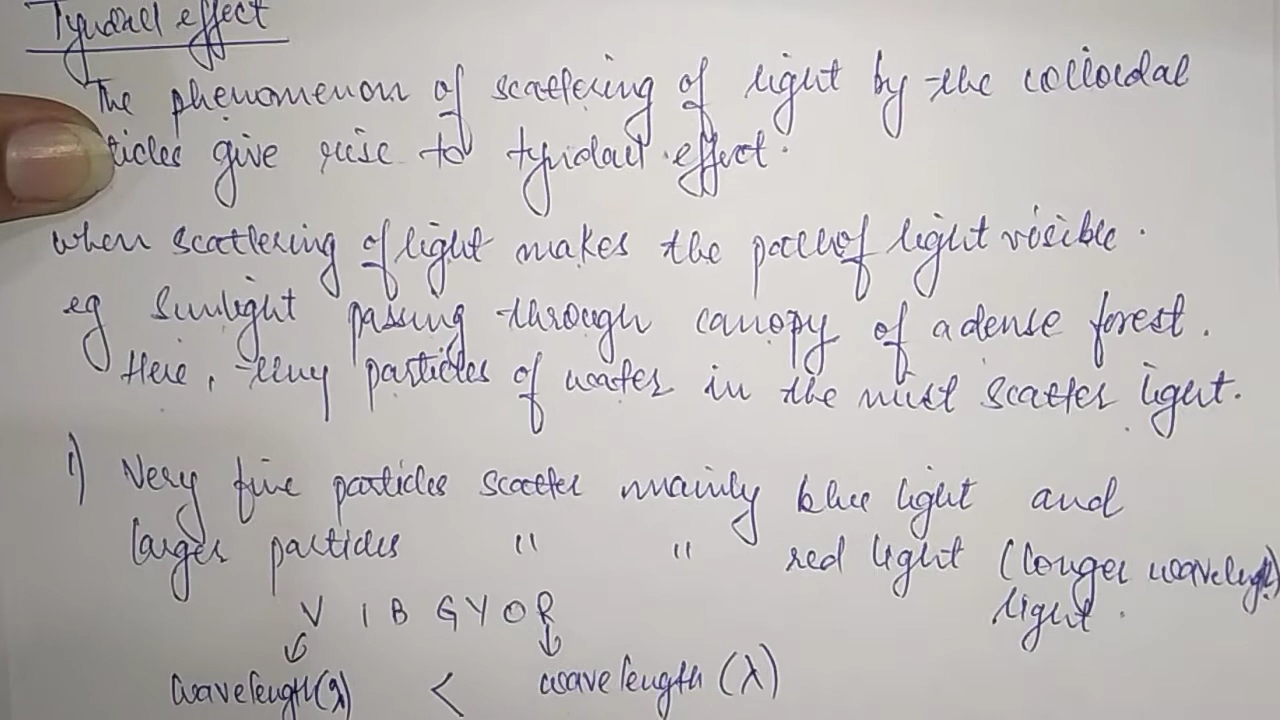 Tyndall effect
The phenomenon of scattering of light by the colloidal
ticles give rise to tyndall effect.
when scattering of light makes the path of light visible.
eg Sunlight passing through canopy of a dense forest.
Here, tiny particles of water in the mist scatter light.
1) Very fine particles scatter mainly blue light and
larger particles " " red light (longer wavelength)
light.
V I B G Y O R
wavelength(λ) < wavelength (λ)